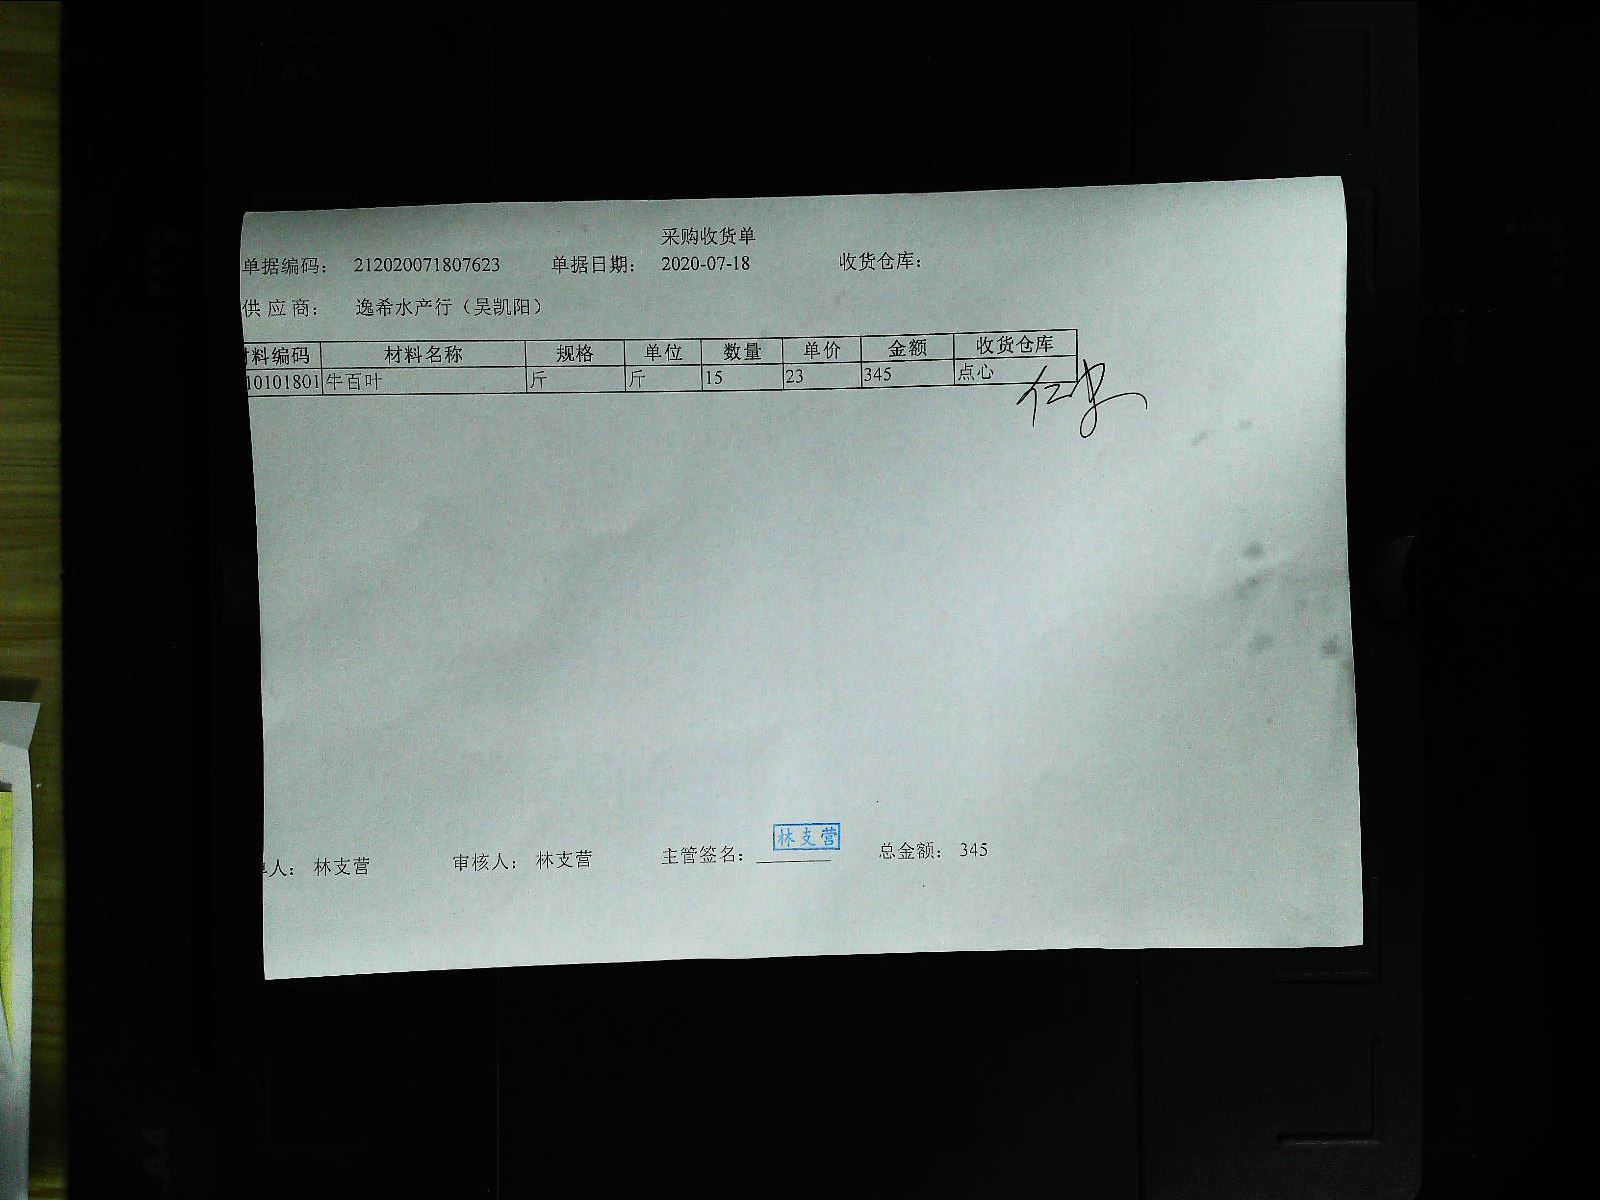 采购收货单
单据编码： 212020071807623 单据日期： 2020-07-18 收货仓库：
供 应 商： 逸希水产行（吴凯阳）
料编码 材料名称 规格 单位 数量 单价 金额 收货仓库
10101801 牛百叶 斤 斤 15 23 345 点心
人： 林支营 审核人： 林支营 主管签名： 林支营 总金额： 345